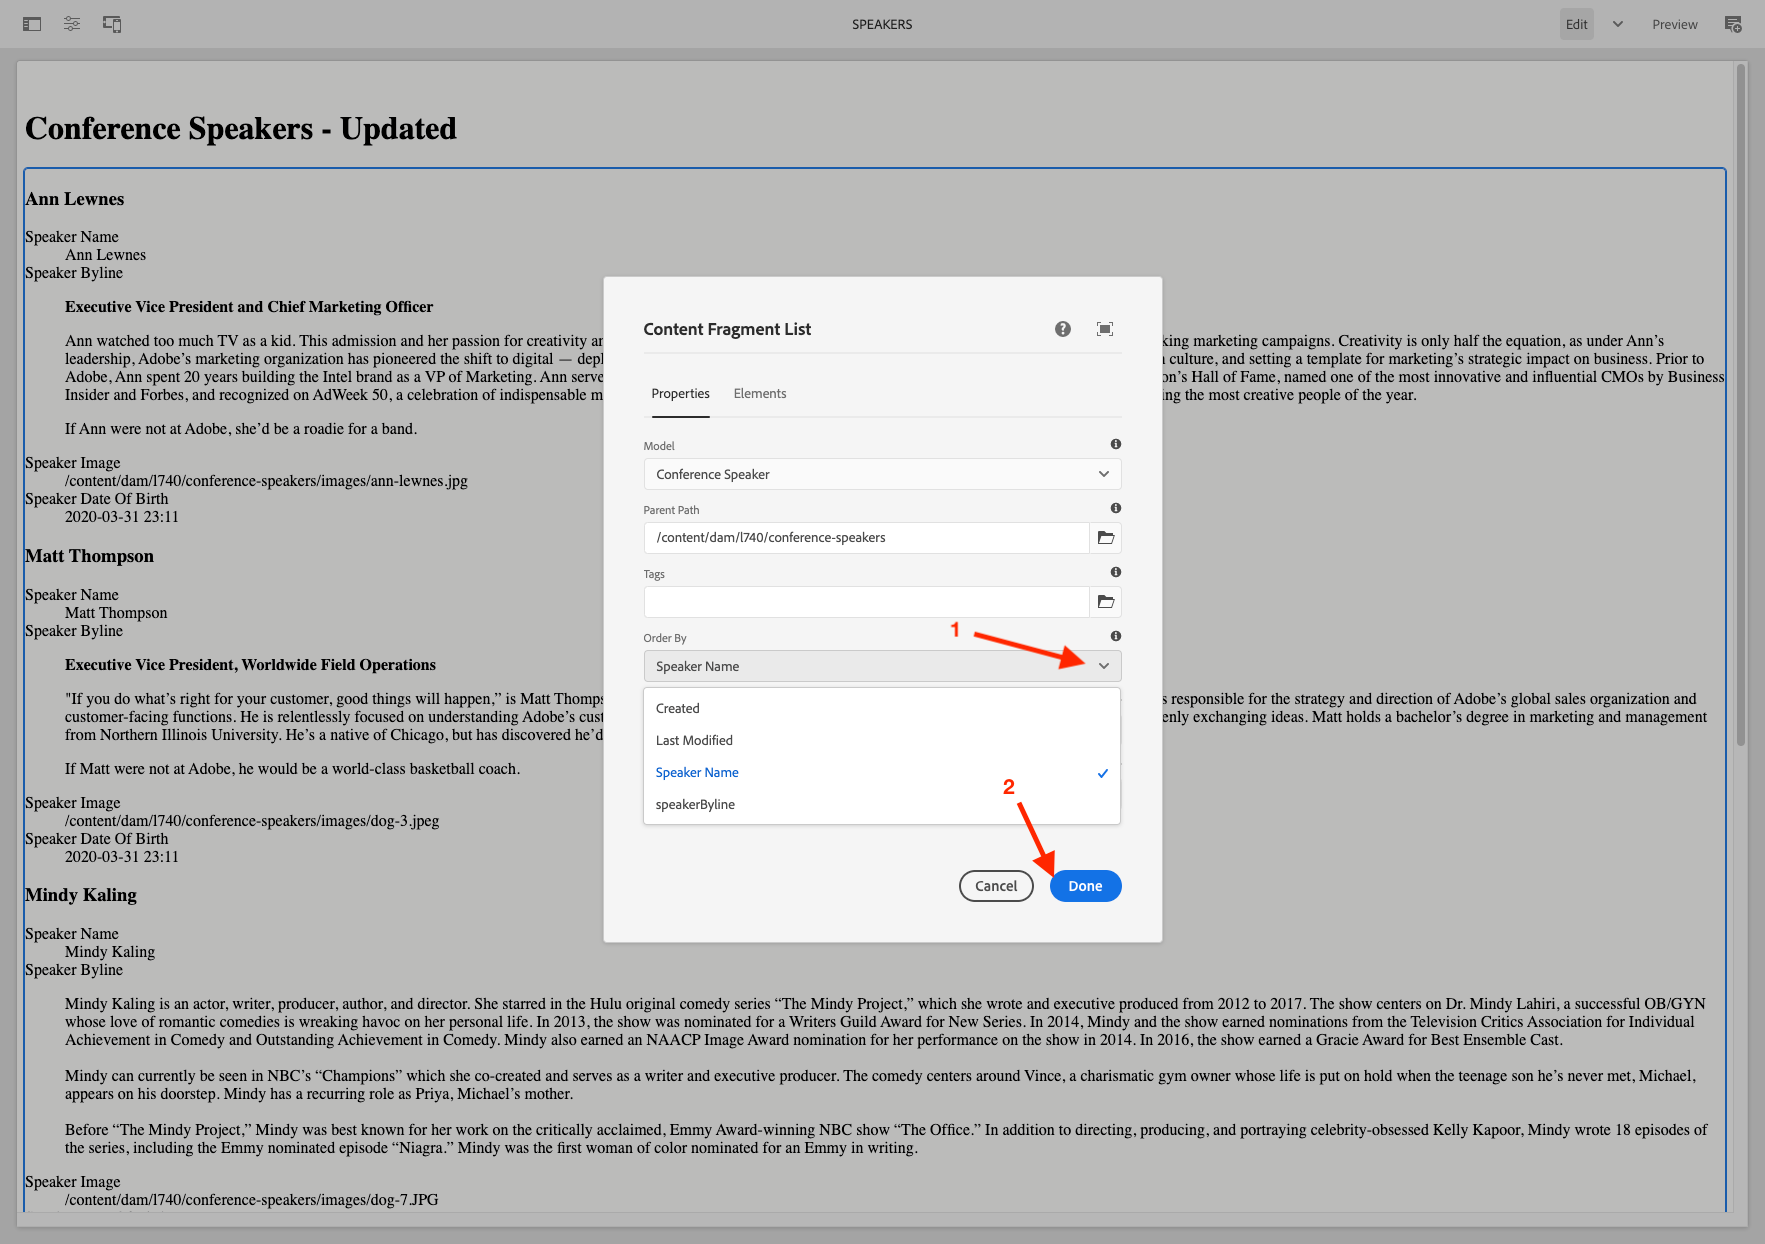 SPEAKERS
Edit
Preview
Conference Speakers - Updated
Ann Lewnes
Speaker Name
Ann Lewnes
Speaker Byline
Executive Vice President and Chief Marketing Officer
Ann watched too much TV as a kid. This admission and her passion for creativity an
king marketing campaigns. Creativity is only half the equation, as under Ann’s
leadership, Adobe’s marketing organization has pioneered the shift to digital — depl
culture, and setting a template for marketing’s strategic impact on business. Prior to
Adobe, Ann spent 20 years building the Intel brand as a VP of Marketing. Ann serve
on’s Hall of Fame, named one of the most innovative and influential CMOs by Business
Insider and Forbes, and recognized on AdWeek 50, a celebration of indispensable m
ing the most creative people of the year.
If Ann were not at Adobe, she’d be a roadie for a band.
Speaker Image
/content/dam/l740/conference-speakers/images/ann-lewnes.jpg
Speaker Date Of Birth
2020-03-31 23:11
Matt Thompson
Speaker Name
Matt Thompson
Speaker Byline
Executive Vice President, Worldwide Field Operations
"If you do what’s right for your customer, good things will happen,” is Matt Thomps
s responsible for the strategy and direction of Adobe’s global sales organization and
customer-facing functions. He is relentlessly focused on understanding Adobe’s cust
enly exchanging ideas. Matt holds a bachelor’s degree in marketing and management
from Northern Illinois University. He’s a native of Chicago, but has discovered he’d
If Matt were not at Adobe, he would be a world-class basketball coach.
Speaker Image
/content/dam/l740/conference-speakers/images/dog-3.jpeg
Speaker Date Of Birth
2020-03-31 23:11
Mindy Kaling
Speaker Name
Mindy Kaling
Speaker Byline
Mindy Kaling is an actor, writer, producer, author, and director. She starred in the Hulu original comedy series “The Mindy Project,” which she wrote and executive produced from 2012 to 2017. The show centers on Dr. Mindy Lahiri, a successful OB/GYN
whose love of romantic comedies is wreaking havoc on her personal life. In 2013, the show was nominated for a Writers Guild Award for New Series. In 2014, Mindy and the show earned nominations from the Television Critics Association for Individual
Achievement in Comedy and Outstanding Achievement in Comedy. Mindy also earned an NAACP Image Award nomination for her performance on the show in 2014. In 2016, the show earned a Gracie Award for Best Ensemble Cast.
Mindy can currently be seen in NBC’s “Champions” which she co-created and serves as a writer and executive producer. The comedy centers around Vince, a charismatic gym owner whose life is put on hold when the teenage son he’s never met, Michael,
appears on his doorstep. Mindy has a recurring role as Priya, Michael’s mother.
Before “The Mindy Project,” Mindy was best known for her work on the critically acclaimed, Emmy Award-winning NBC show “The Office.” In addition to directing, producing, and portraying celebrity-obsessed Kelly Kapoor, Mindy wrote 18 episodes of
the series, including the Emmy nominated episode “Niagra.” Mindy was the first woman of color nominated for an Emmy in writing.
Speaker Image
/content/dam/l740/conference-speakers/images/dog-7.JPG
Content Fragment List
Properties
Elements
Model
Conference Speaker
Parent Path
/content/dam/l740/conference-speakers
Tags
Order By
1
Speaker Name
Created
Last Modified
Speaker Name
speakerByline
2
Cancel
Done